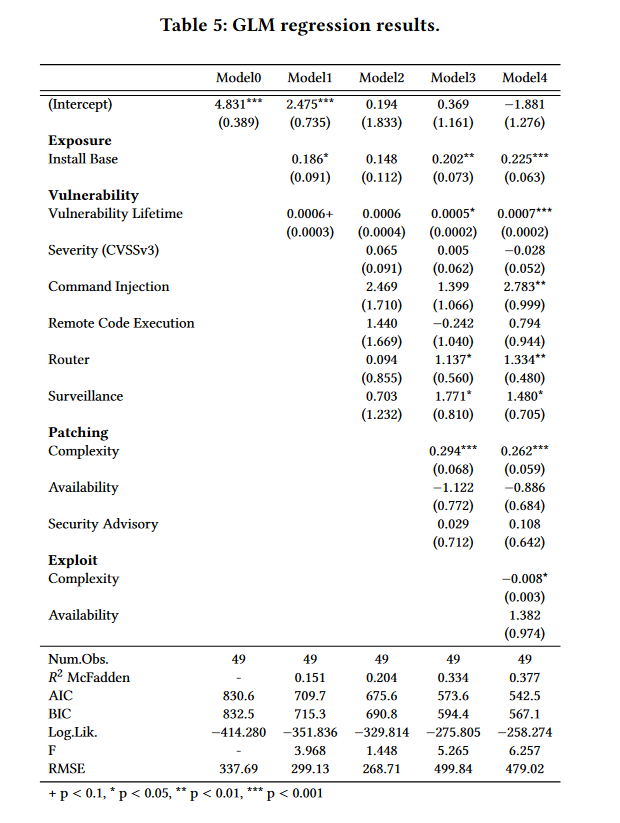 Table 5: GLM regression results.
Model0 Model1 Model2 Model3 Model4
(Intercept) 4.831*** 2.475*** 0.194 0.369 −1.881
(0.389) (0.735) (1.833) (1.161) (1.276)
Exposure
Install Base 0.186* 0.148 0.202** 0.225***
(0.091) (0.112) (0.073) (0.063)
Vulnerability
Vulnerability Lifetime 0.0006+ 0.0006 0.0005* 0.0007***
(0.0003) (0.0004) (0.0002) (0.0002)
Severity (CVSSv3) 0.065 0.005 −0.028
(0.091) (0.062) (0.052)
Command Injection 2.469 1.399 2.783**
(1.710) (1.066) (0.999)
Remote Code Execution 1.440 −0.242 0.794
(1.669) (1.040) (0.944)
Router 0.094 1.137* 1.334**
(0.855) (0.560) (0.480)
Surveillance 0.703 1.771* 1.480*
(1.232) (0.810) (0.705)
Patching
Complexity 0.294*** 0.262***
(0.068) (0.059)
Availability −1.122 −0.886
(0.772) (0.684)
Security Advisory 0.029 0.108
(0.712) (0.642)
Exploit
Complexity −0.008*
(0.003)
Availability 1.382
(0.974)
Num.Obs. 49 49 49 49 49
R² McFadden - 0.151 0.204 0.334 0.377
AIC 830.6 709.7 675.6 573.6 542.5
BIC 832.5 715.3 690.8 594.4 567.1
Log.Lik. −414.280 −351.836 −329.814 −275.805 −258.274
F - 3.968 1.448 5.265 6.257
RMSE 337.69 299.13 268.71 499.84 479.02
+ p < 0.1, * p < 0.05, ** p < 0.01, *** p < 0.001